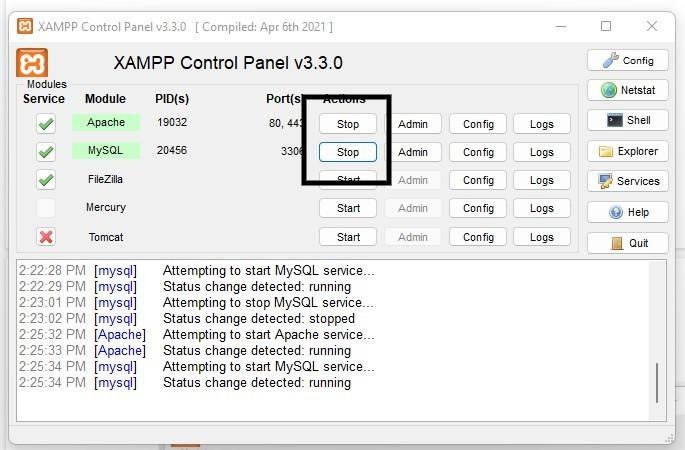 XAMPP Control Panel v3.3.0 [ Compiled: Apr 6th 2021 ]
XAMPP Control Panel v3.3.0
Config
Modules
Service Module PID(s) Port(s) Actions
Netstat
Apache 19032 80, 443 Stop Admin Config Logs
Shell
MySQL 20456 3306 Stop Admin Config Logs
Explorer
FileZilla Start Admin Config Logs
Services
Mercury Start Admin Config Logs
Help
Tomcat Start Admin Config Logs
Quit
2:22:28 PM [mysql] Attempting to start MySQL service...
2:22:29 PM [mysql] Status change detected: running
2:23:01 PM [mysql] Attempting to stop MySQL service...
2:23:02 PM [mysql] Status change detected: stopped
2:25:32 PM [Apache] Attempting to start Apache service...
2:25:33 PM [Apache] Status change detected: running
2:25:34 PM [mysql] Attempting to start MySQL service...
2:25:34 PM [mysql] Status change detected: running